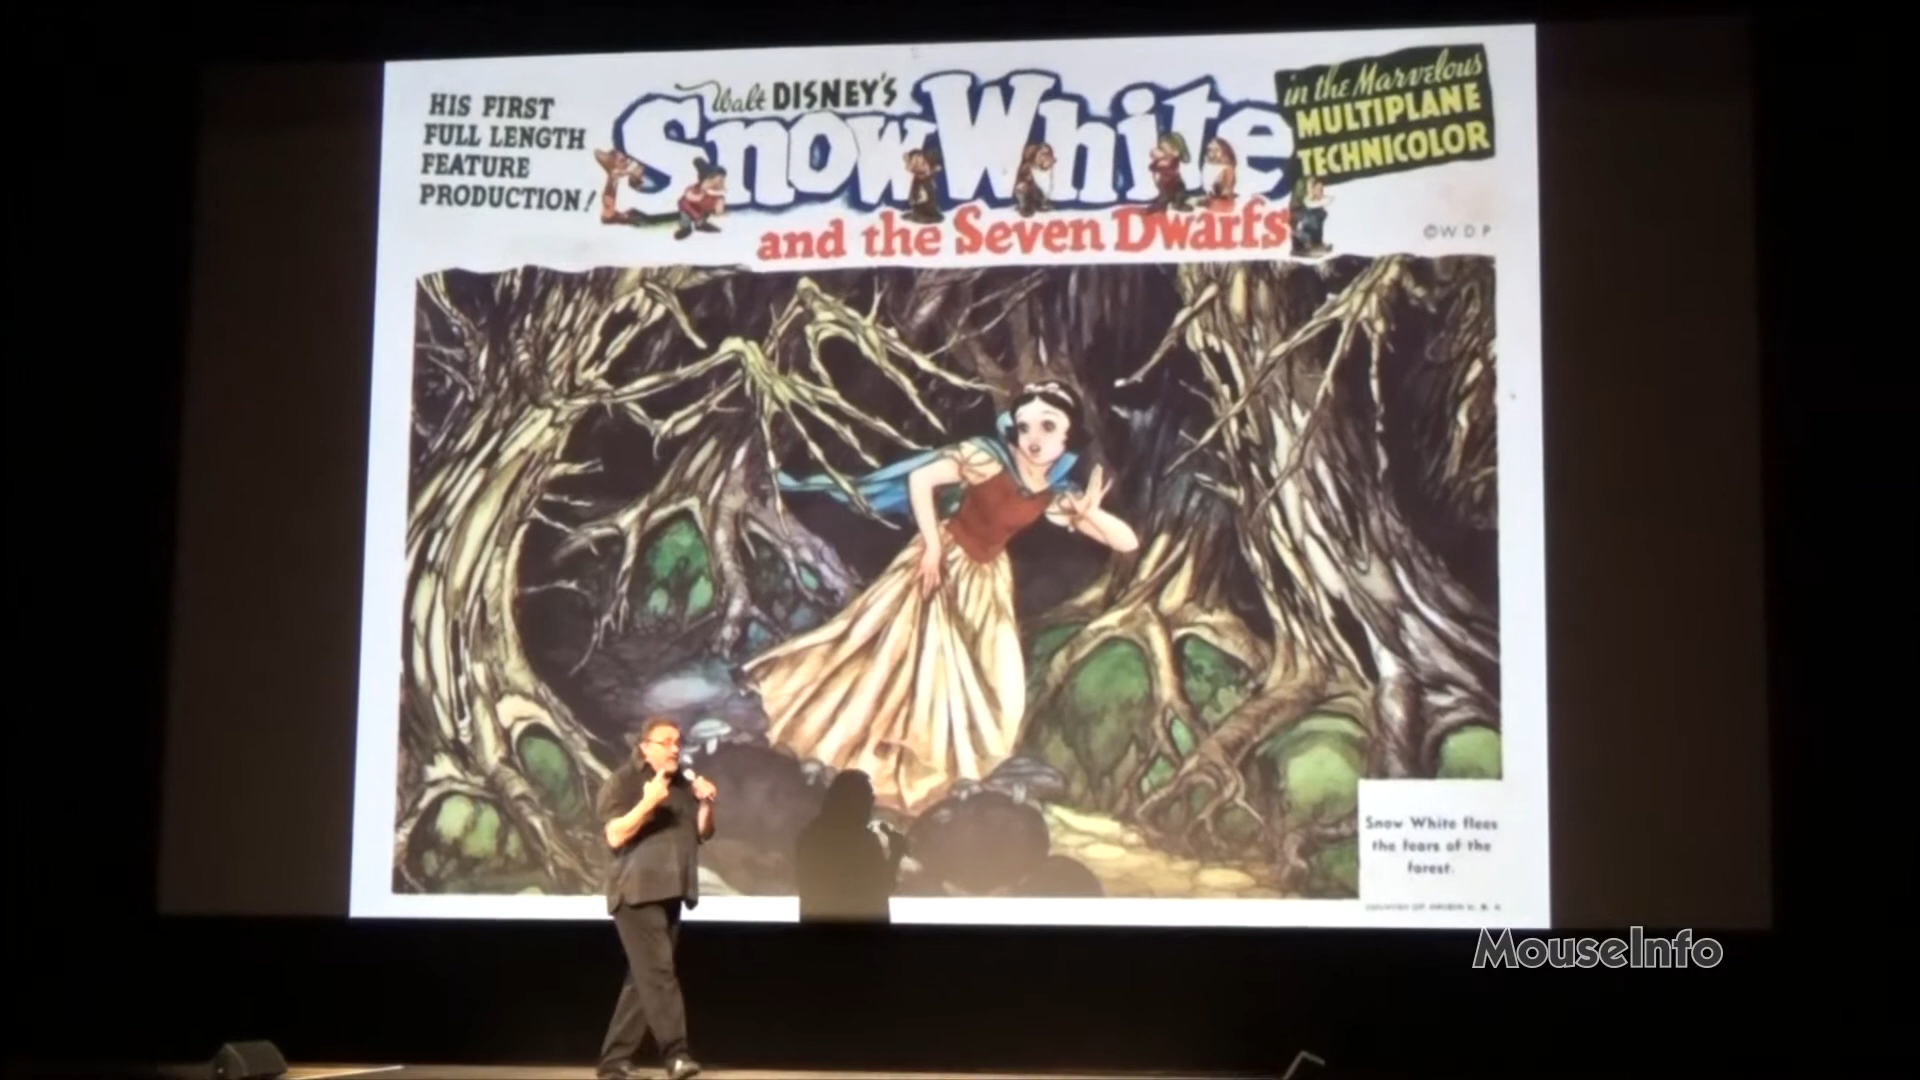 HIS FIRST
FULL LENGTH
FEATURE
PRODUCTION!
Walt DISNEY'S
Snow White
and the Seven Dwarfs
in the Marvelous
MULTIPLANE
TECHNICOLOR
© W D P
Snow White flees
the fears of the
forest.
MouseInfo